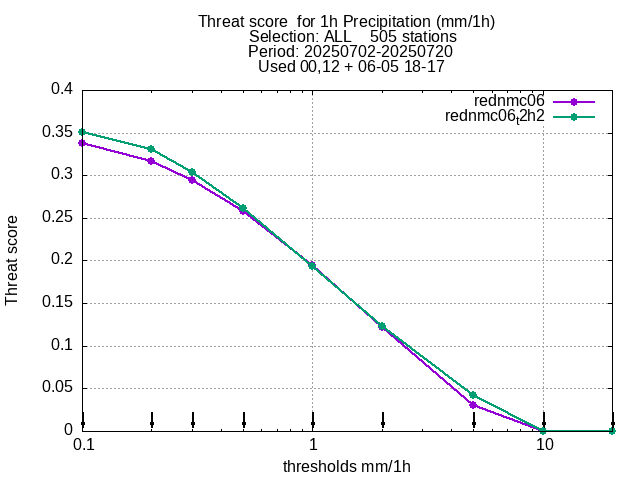 Threat score  for 1h Precipitation (mm/1h)
Selection: ALL    505 stations
Period: 20250702-20250720
Used 00,12 + 06-05 18-17
rednmc06
rednmc06_t2h2
0.4
0.35
0.3
0.25
0.2
0.15
0.1
0.05
0
Threat score
0.1
1
10
thresholds mm/1h